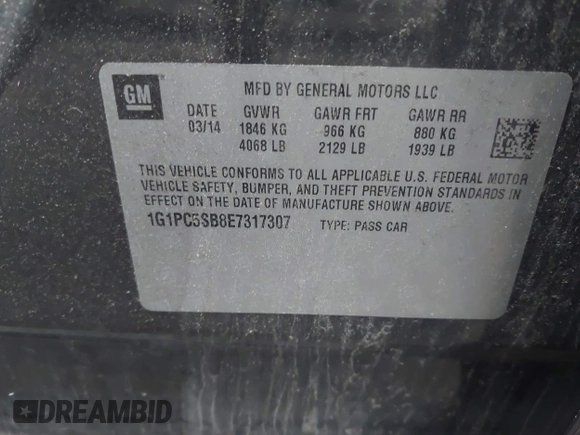 GM
MFD BY GENERAL MOTORS LLC
DATE GVWR GAWR FRT GAWR RR
03/14 1846 KG 966 KG 880 KG
4068 LB 2129 LB 1939 LB
THIS VEHICLE CONFORMS TO ALL APPLICABLE U.S. FEDERAL MOTOR
VEHICLE SAFETY, BUMPER, AND THEFT PREVENTION STANDARDS IN
EFFECT ON THE DATE OF MANUFACTURE SHOWN ABOVE.
1G1PC5SB8E7317307 TYPE: PASS CAR
DREAMBID